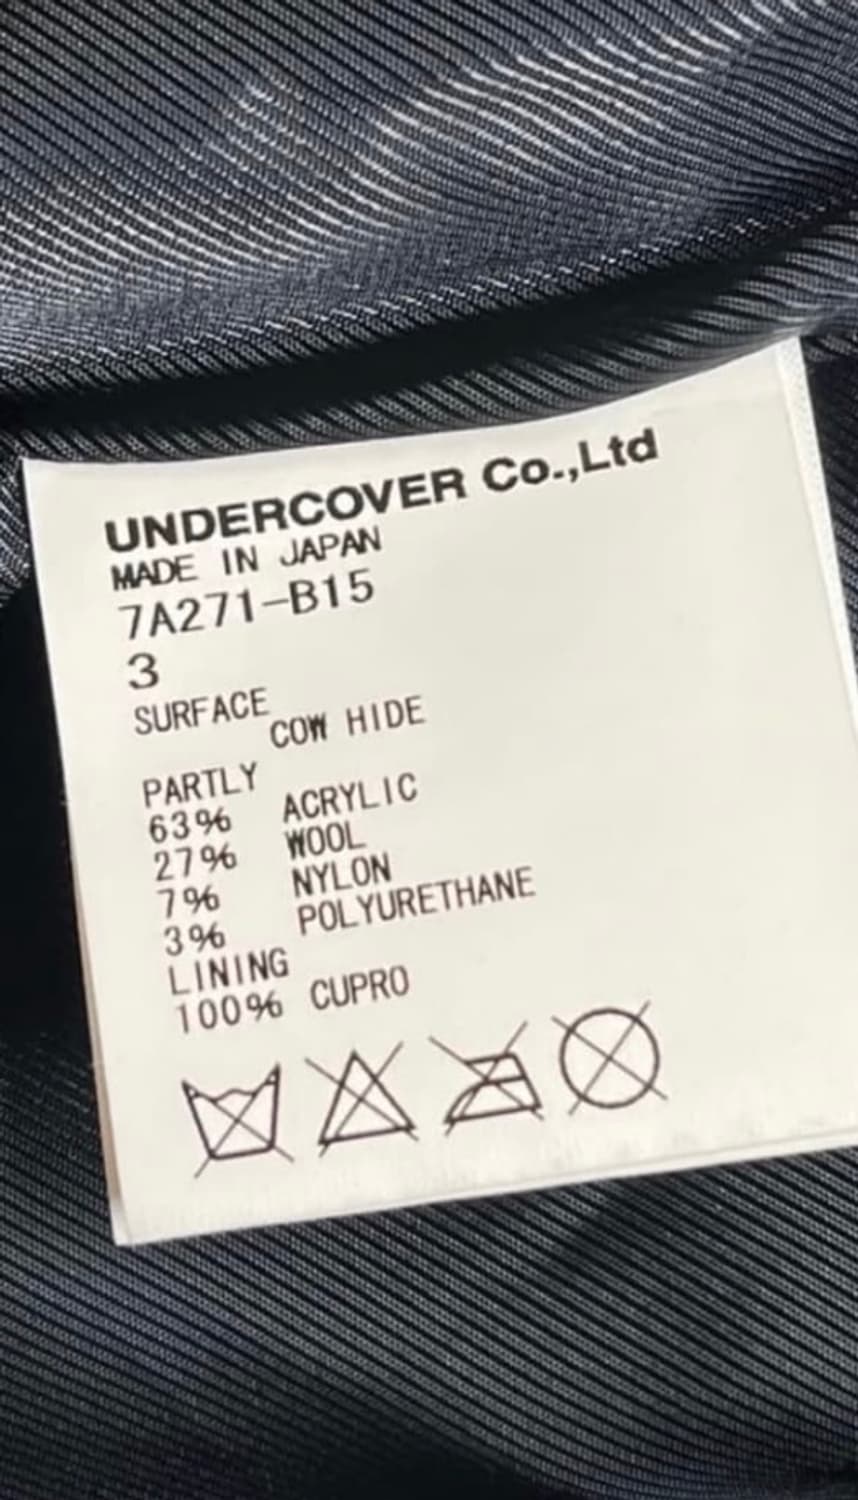 UNDERCOVER Co.,Ltd
MADE IN JAPAN
7A271-B15
3
SURFACE
COW HIDE
PARTLY
63% ACRYLIC
27% WOOL
7% NYLON
3% POLYURETHANE
LINING
100% CUPRO